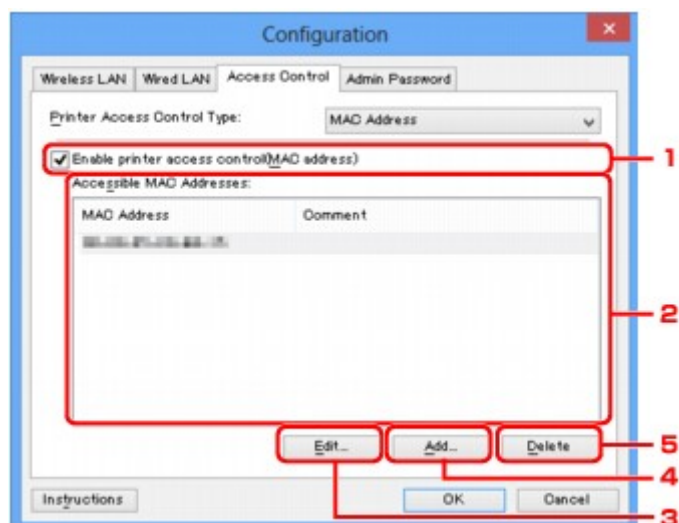 Configuration
Wireless LAN Wired LAN Access Control Admin Password
Printer Access Control Type: MAC Address
Enable printer access control(MAC address) 1
Accessible MAC Addresses:
MAC Address Comment
2
Edit... Add... Delete 5
4
Instructions OK Cancel
3